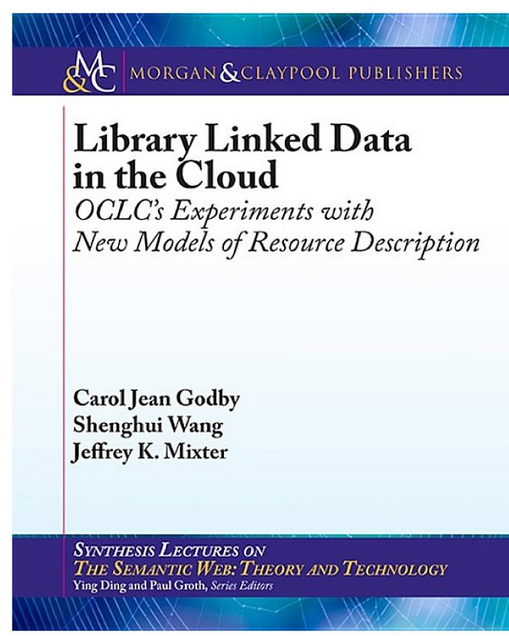 M&C MORGAN&CLAYPOOL PUBLISHERS
Library Linked Data
in the Cloud
OCLC's Experiments with
New Models of Resource Description
Carol Jean Godby
Shenghui Wang
Jeffrey K. Mixter
SYNTHESIS LECTURES ON
THE SEMANTIC WEB: THEORY AND TECHNOLOGY
Ying Ding and Paul Groth, Series Editors